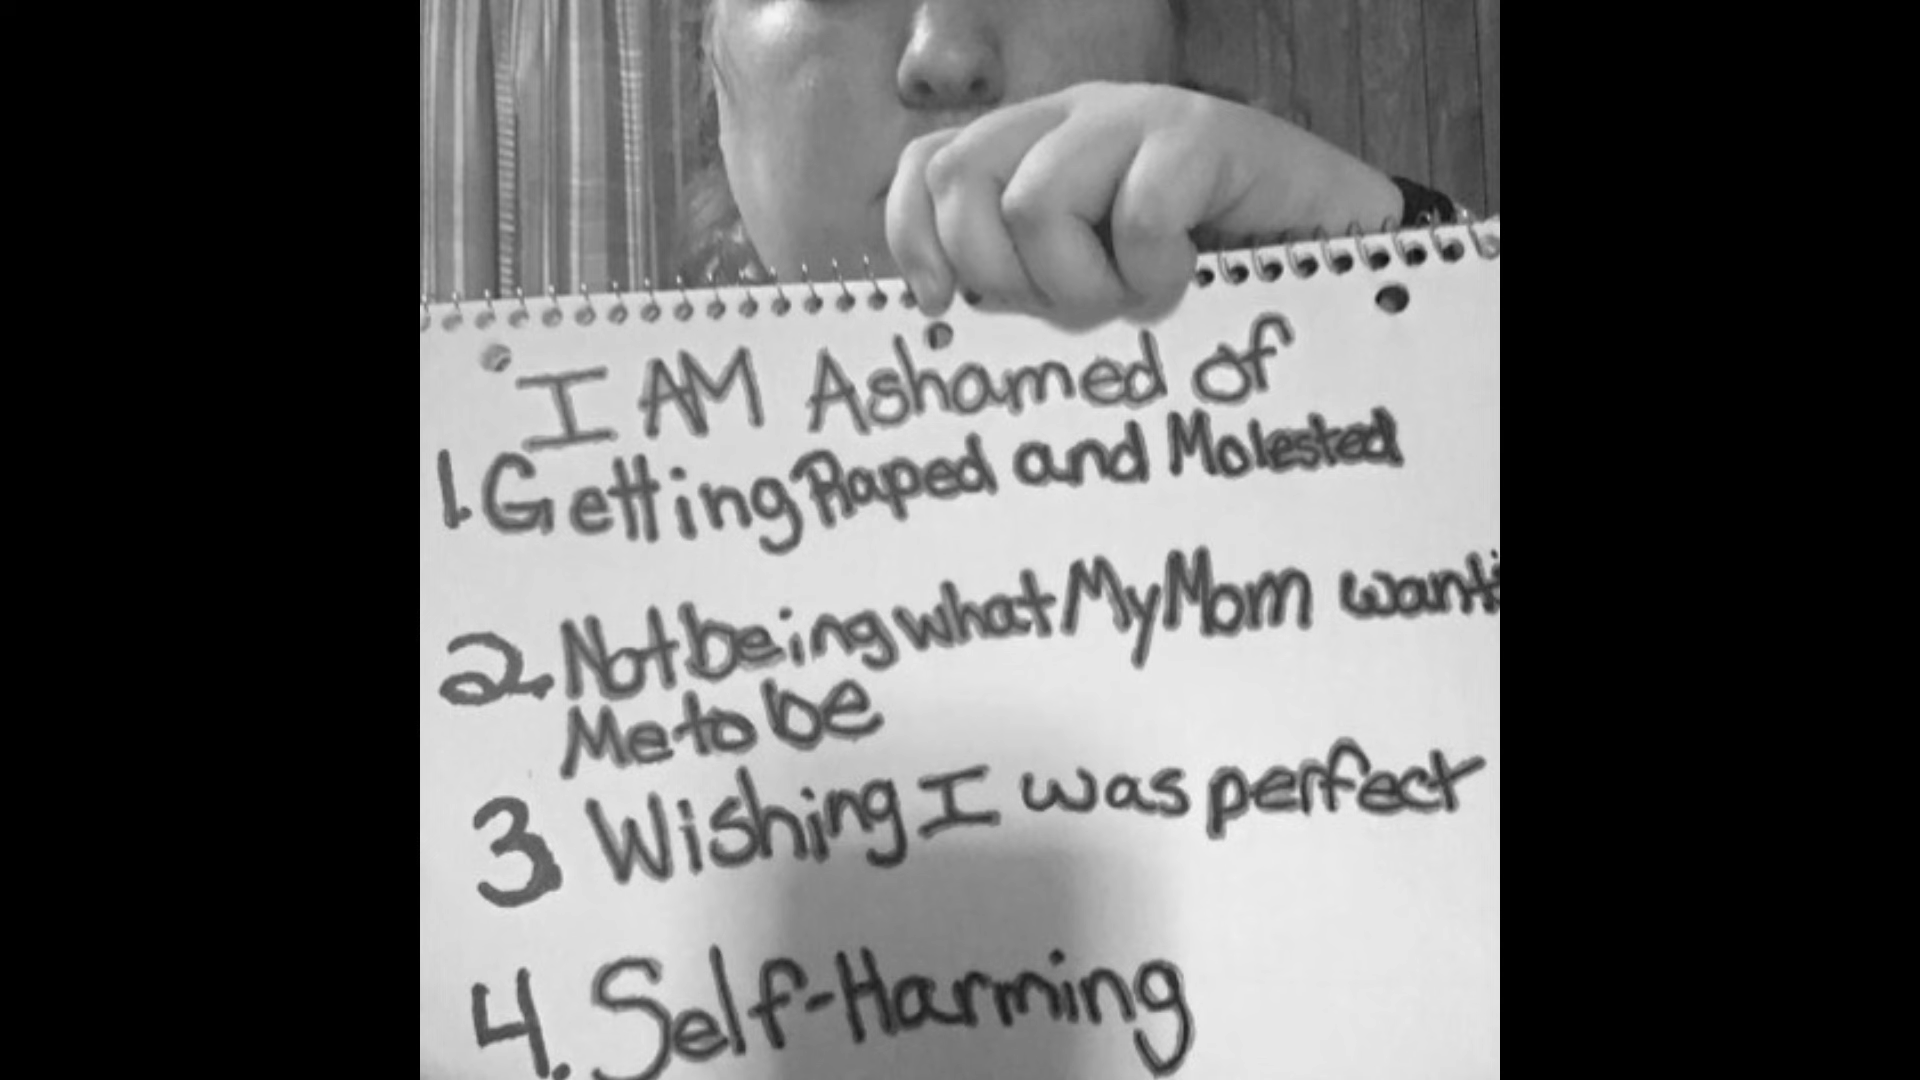 I AM Ashamed of
1. Getting Raped and Molested
2. Not being what My Mom wants
Me to be
3 Wishing I was perfect
4. Self-Harming